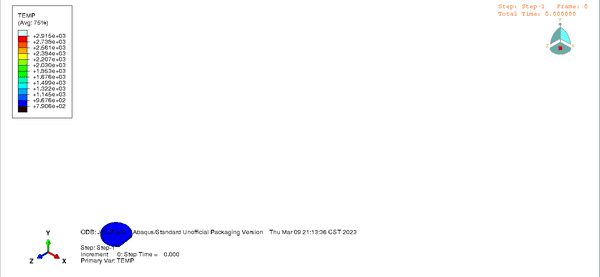 Step: Step-1 Frame: 0
Total Time: 0.000000
TEMP
(Avg: 75%)
+2.915e+03
+2.738e+03
+2.561e+03
+2.384e+03
+2.207e+03
+2.030e+03
+1.853e+03
+1.676e+03
+1.499e+03
+1.322e+03
+1.145e+03
+9.676e+02
+7.906e+02
Y
Z
X
ODB: Abaqus/Standard Unofficial Packaging Version Thu Mar 09 21:13:36 CST 2023
Step: Step-1
Increment 0: Step Time = 0.000
Primary Var: TEMP